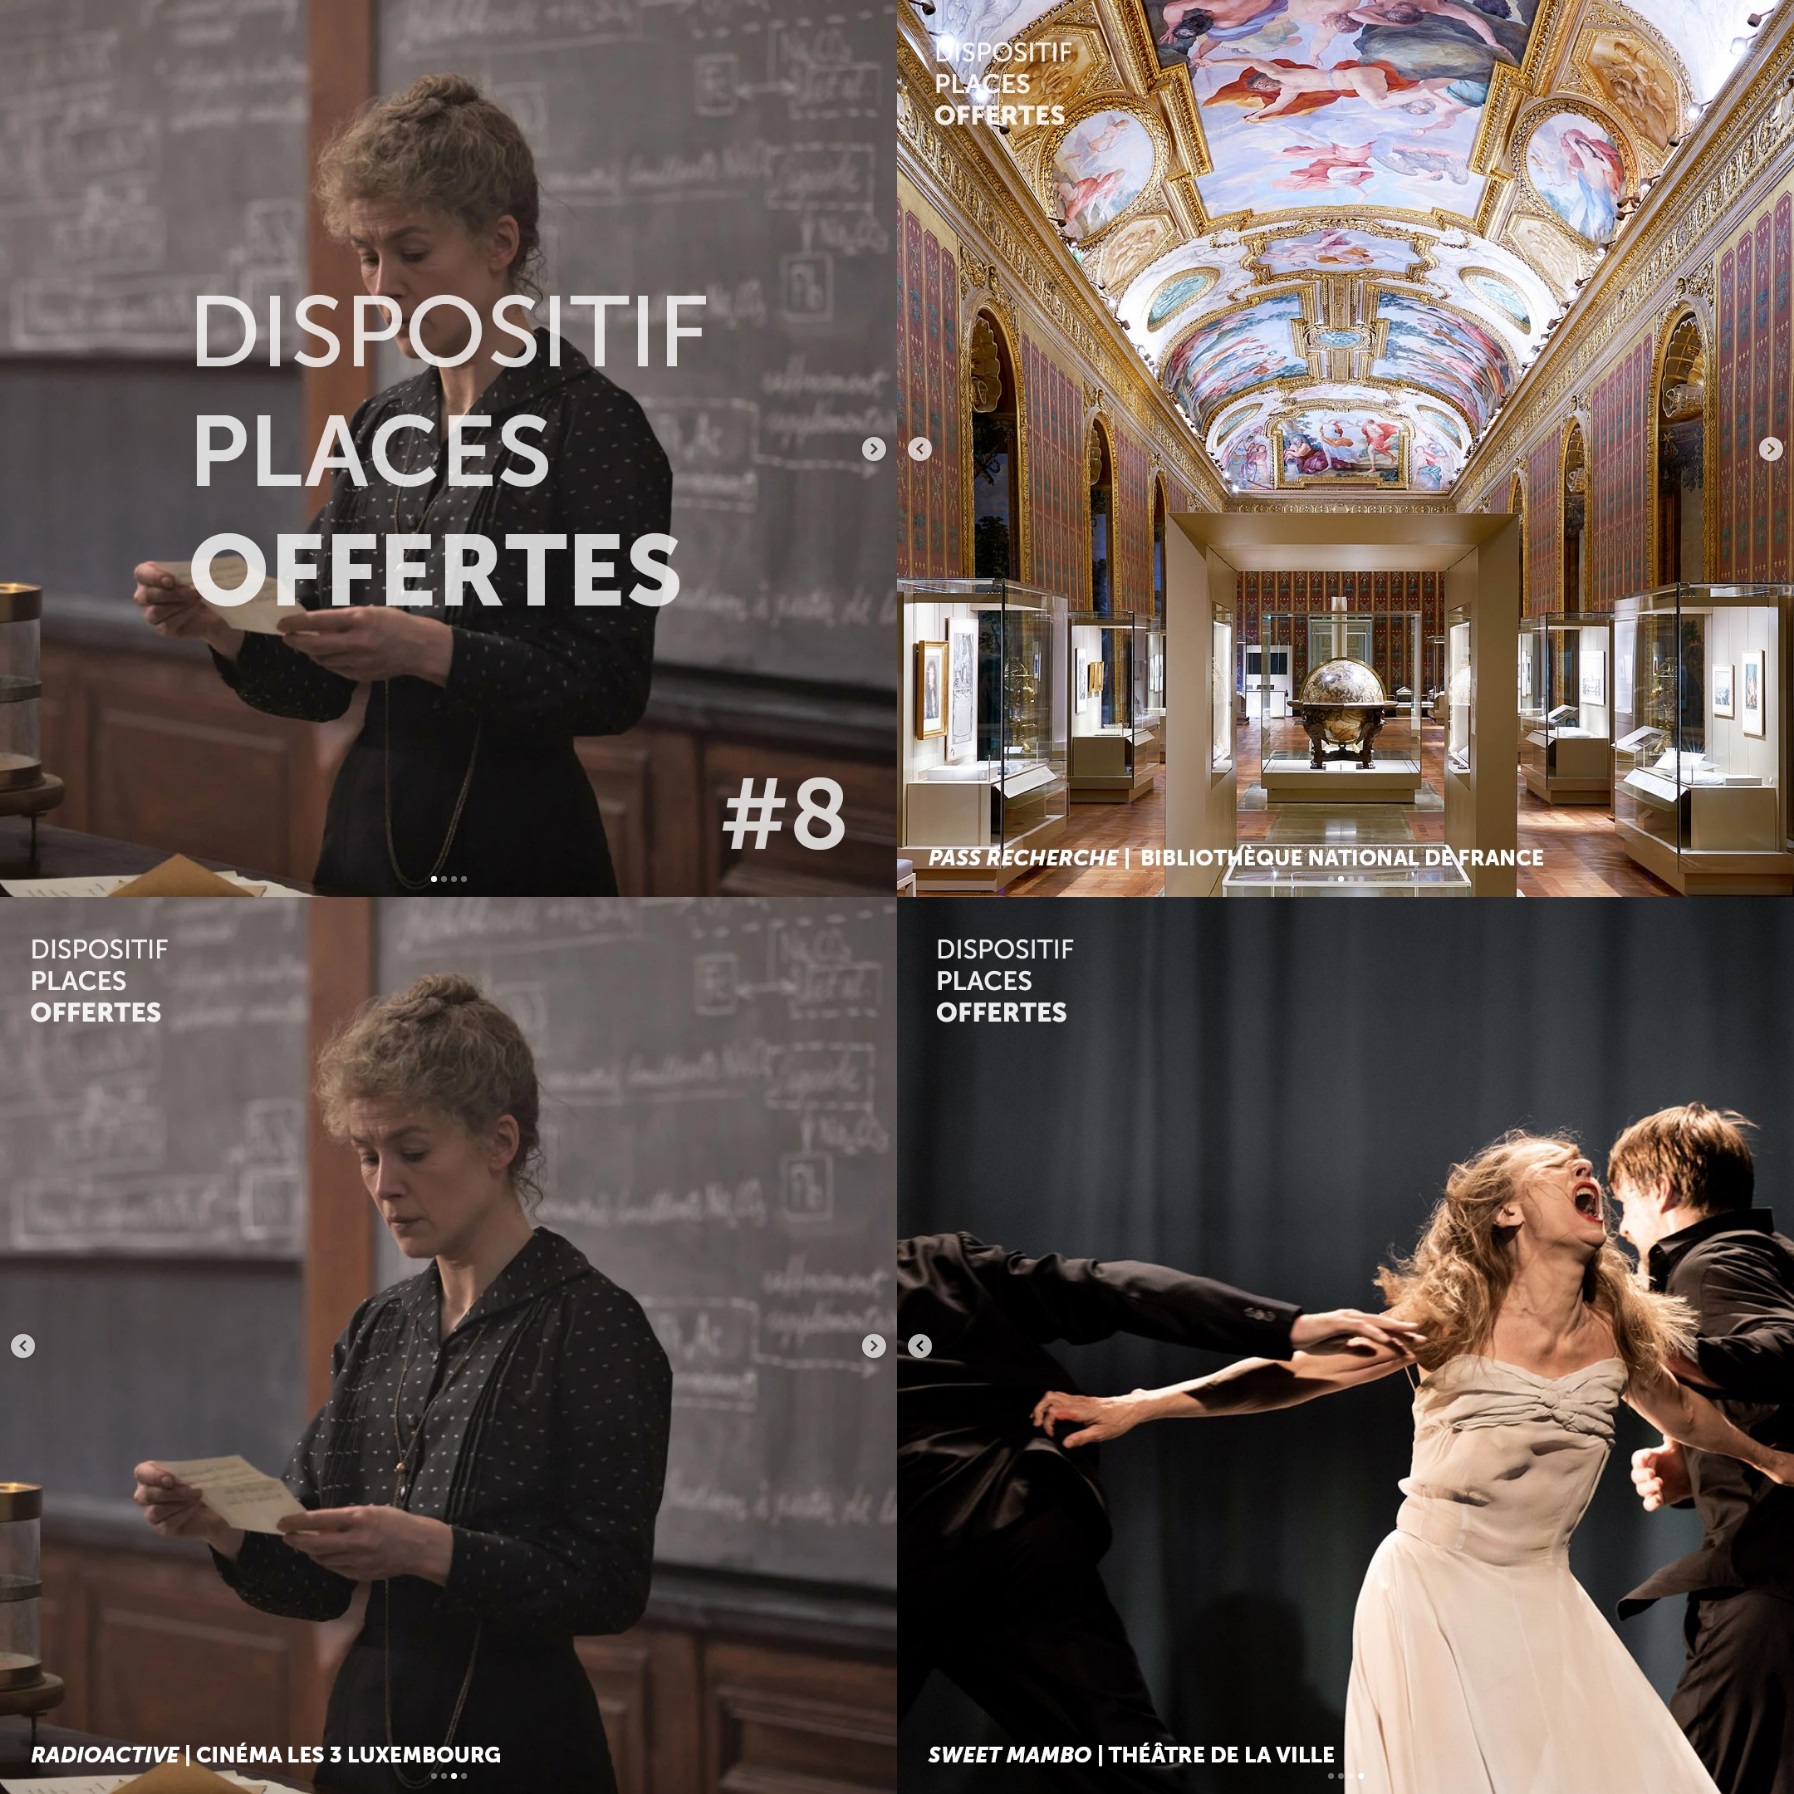 DISPOSITIF
PLACES
OFFERTES
#8
DISPOSITIF
PLACES
OFFERTES
PASS RECHERCHE | BIBLIOTHÈQUE NATIONAL DE FRANCE
DISPOSITIF
PLACES
OFFERTES
RADIOACTIVE | CINÉMA LES 3 LUXEMBOURG
DISPOSITIF
PLACES
OFFERTES
SWEET MAMBO | THÉÂTRE DE LA VILLE